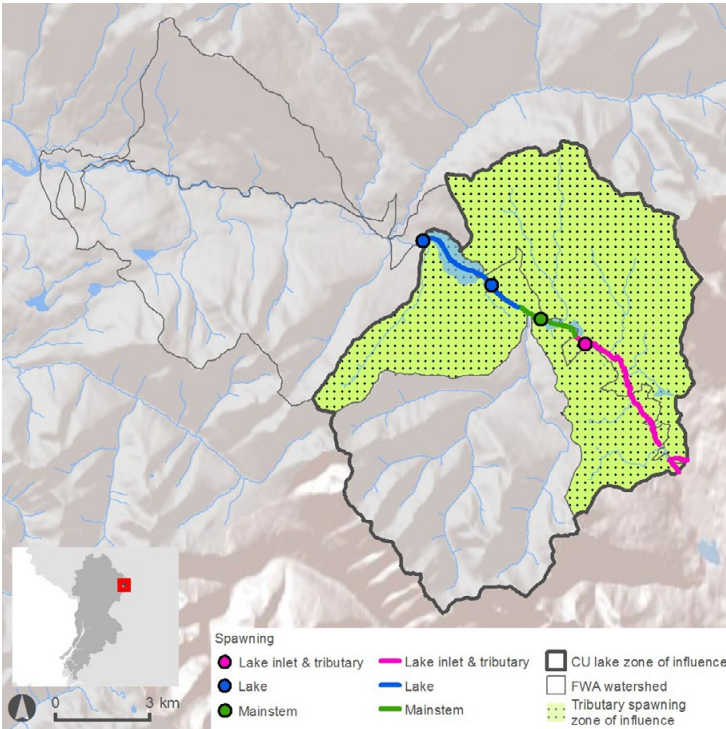 Spawning
Lake inlet & tributary
Lake inlet & tributary
CU lake zone of influence
Lake
Lake
FWA watershed
Mainstem
Mainstem
Tributary spawning
zone of influence
0
3 km